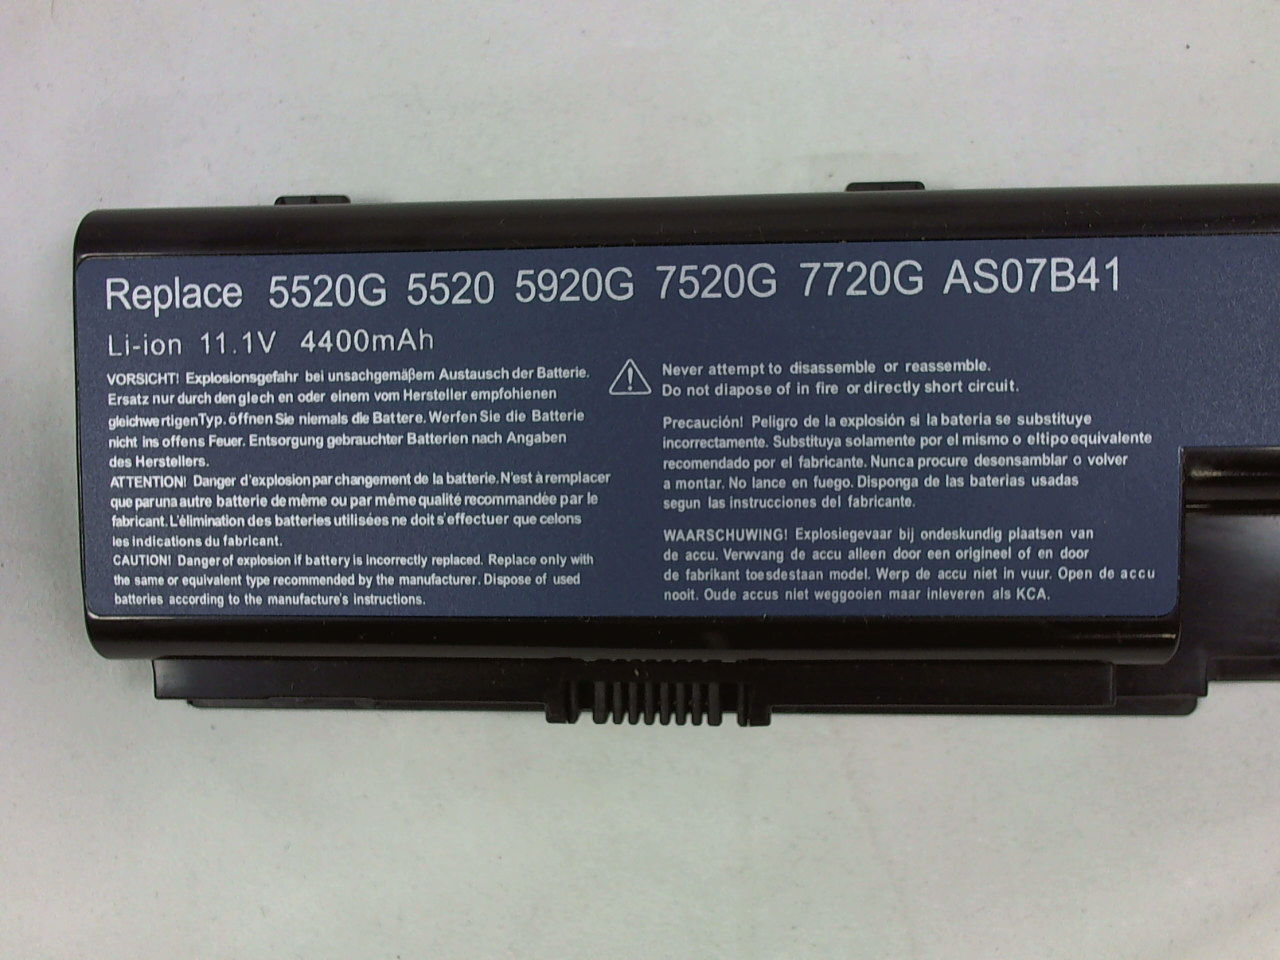 Replace 5520G 5520 5920G 7520G 7720G AS07B41
Li-ion 11.1V 4400mAh
VORSICHT! Explosionsgefahr bei unsachgemäßem Austausch der Batterie.
Ersatz nur durch den glech en oder einem vom Hersteller empfohienen
gleichwertigen Typ. öffnen Sie niemals die Battere. Werfen Sie die Batterie
nicht ins offens Feuer. Entsorgung gebrauchter Batterien nach Angaben
des Herstellers.
ATTENTION! Danger d'explosion par changement de la batterie. N'est à remplacer
que par una autre batterie de même ou par même qualité recommandée par le
fabricant. L'élimination des batteries utilisées ne doit s'effectuer que celons
les indications du fabricant.
CAUTION! Danger of explosion if battery is incorrectly replaced. Replace only with
the same or equivalent type recommended by the manufacturer. Dispose of used
batteries according to the manufacture's instructions.
Never attempt to disassemble or reassemble.
Do not diapose of in fire or directly short circuit.
Precaución! Peligro de la explosión si la bateria se substituye
incorrectamente. Substituya solamente por el mismo o el tipo equivalente
recomendado por el fabricante. Nunca procure desensamblar o volver
a montar. No lance en fuego. Disponga de las baterias usadas
segun las instrucciones del fabricante.
WAARSCHUWING! Explosiegevaar bij ondeskundig plaatsen van
de accu. Verwvang de accu alleen door een origineel of en door
de fabrikant toesdestaan model. Werp de accu niet in vuur. Open de accu
nooit. Oude accus niet weggooien maar inleveren als KCA.